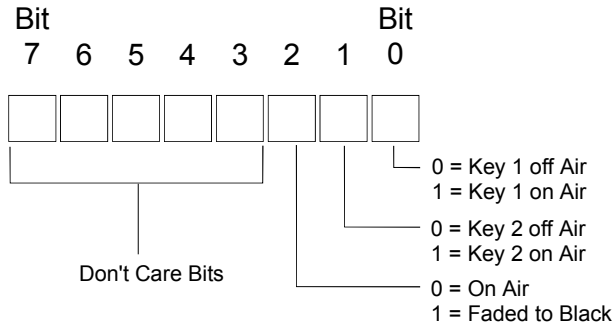 Bit Bit
7 6 5 4 3 2 1 0
0 = Key 1 off Air
1 = Key 1 on Air
0 = Key 2 off Air
1 = Key 2 on Air
Don't Care Bits
0 = On Air
1 = Faded to Black